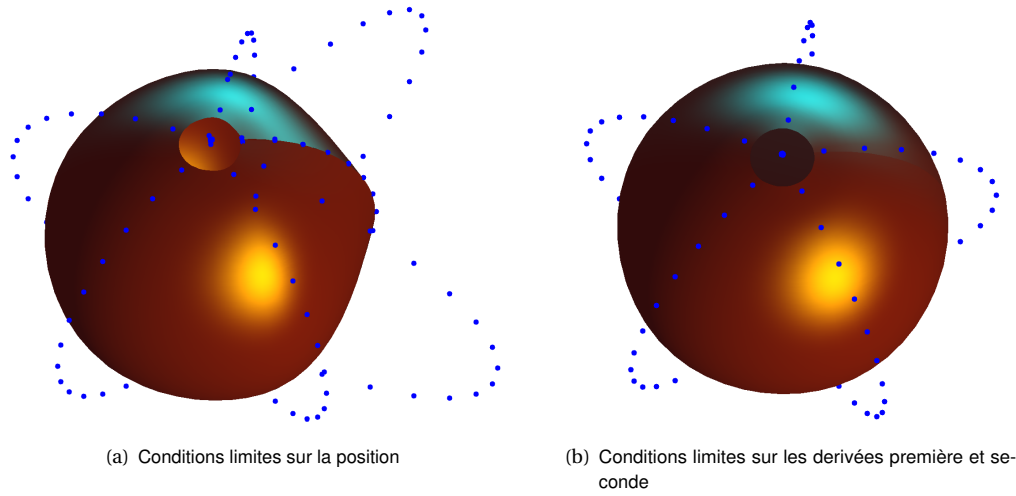 (a) Conditions limites sur la position
(b) Conditions limites sur les derivées première et se-
conde